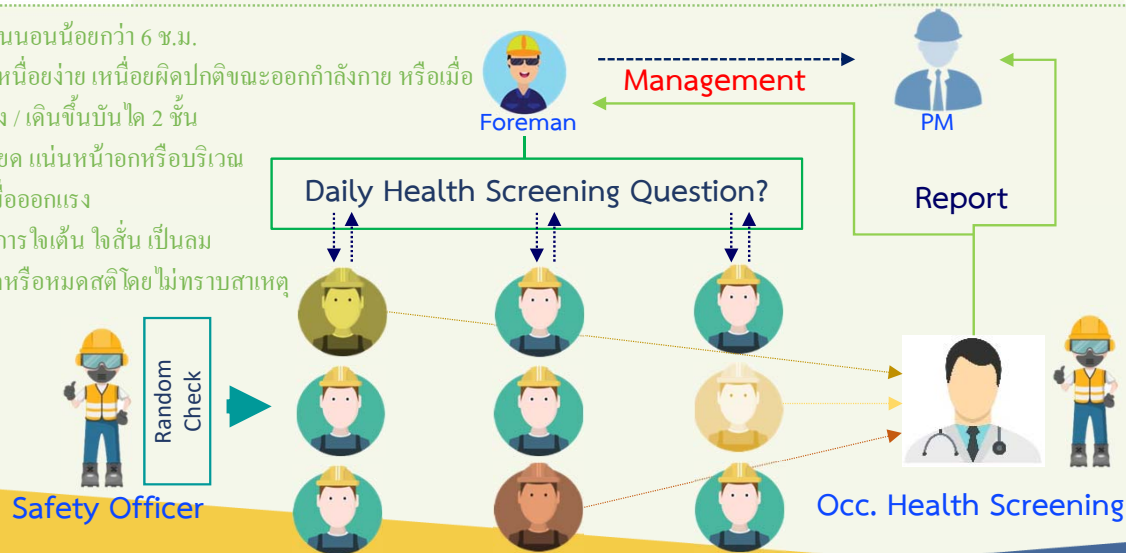 นนอนน้อยกว่า 6 ช.ม.
หนื่อยง่าย เหนื่อยผิดปกติขณะออกกำลังกาย หรือเมื่อ
ง / เดินขึ้นบันได 2 ชั้น
ยด แน่นหน้าอกหรือบริเวณ
มื่อออกแรง
การใจเต้น ใจสั่น เป็นลม
หรือหมดสติโดยไม่ทราบสาเหตุ
Foreman
Management
PM
Daily Health Screening Question?
Report
Random
Check
Safety Officer
Occ. Health Screening